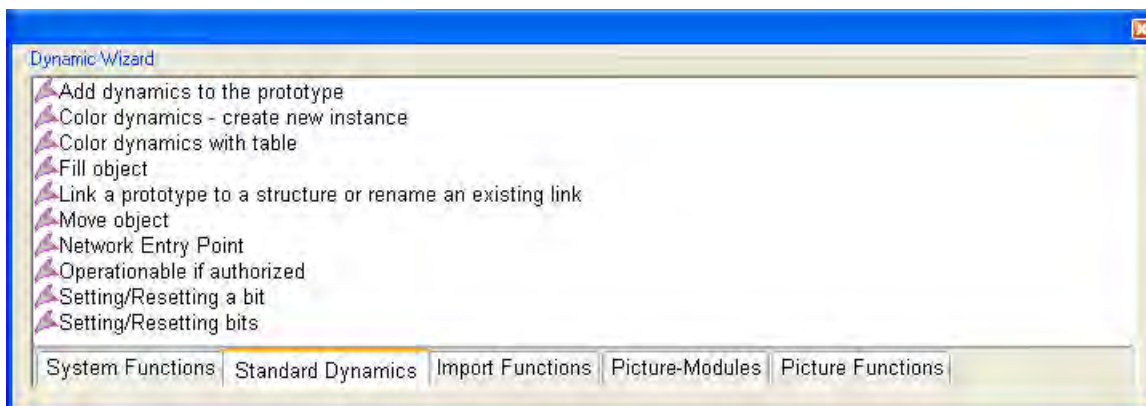 Dynamic Wizard
Add dynamics to the prototype
Color dynamics - create new instance
Color dynamics with table
Fill object
Link a prototype to a structure or rename an existing link
Move object
Network Entry Point
Operationable if authorized
Setting/Resetting a bit
Setting/Resetting bits
System Functions Standard Dynamics Import Functions Picture-Modules Picture Functions